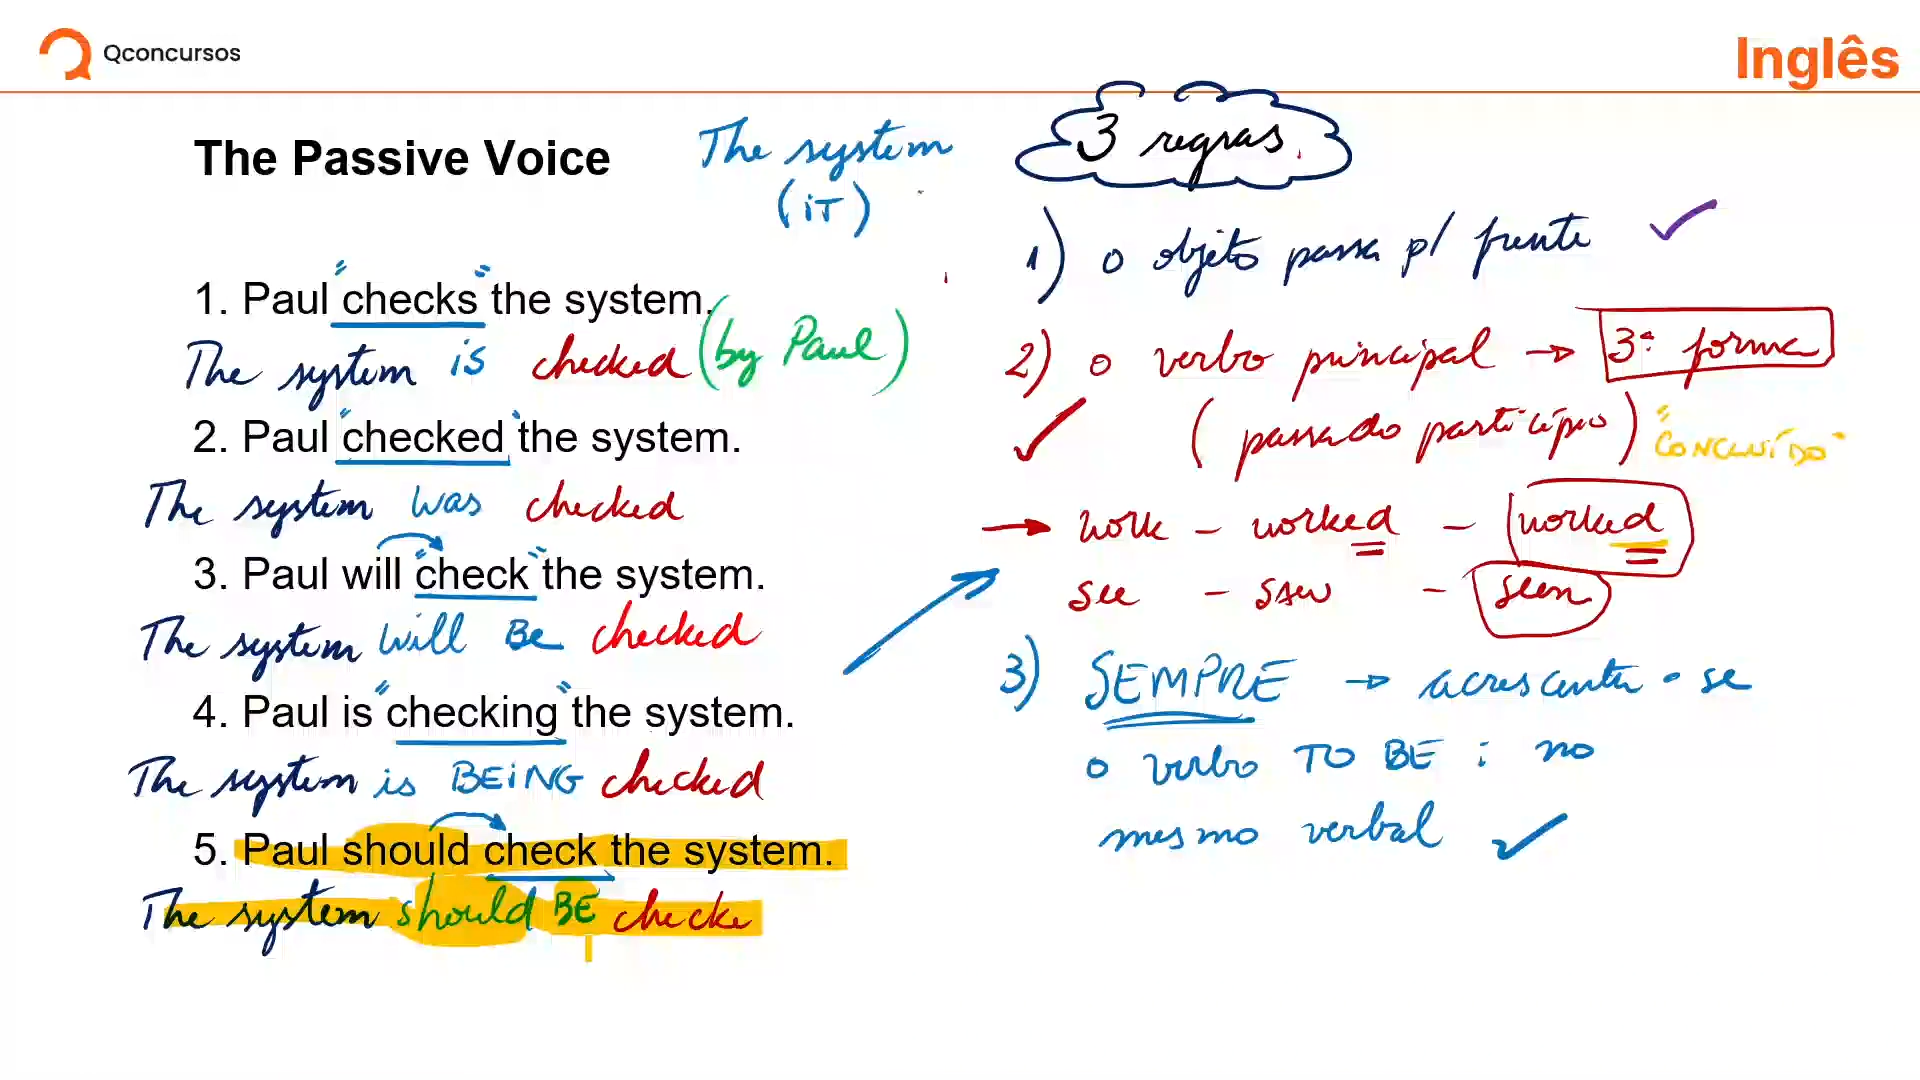 Qconcursos
Inglês
The Passive Voice
The system
(iT)
1. Paul "checks" the system.
The system is checked (by Paul)
2. Paul "checked" the system.
The system was checked
3. Paul will "check" the system.
The system will Be checked
4. Paul is "checking" the system.
The system is BEiNG checked
5. Paul should check the system.
The system should BE checke
3 regras
1) o objeto passa p/ frente
2) o verbo principal → 3ª forma
(passado particípio) "CONCLUÍDO"
→ work - worked - worked
see - saw - seen
3) SEMPRE → acrescenta-se
o verbo TO BE : no
mesmo verbal